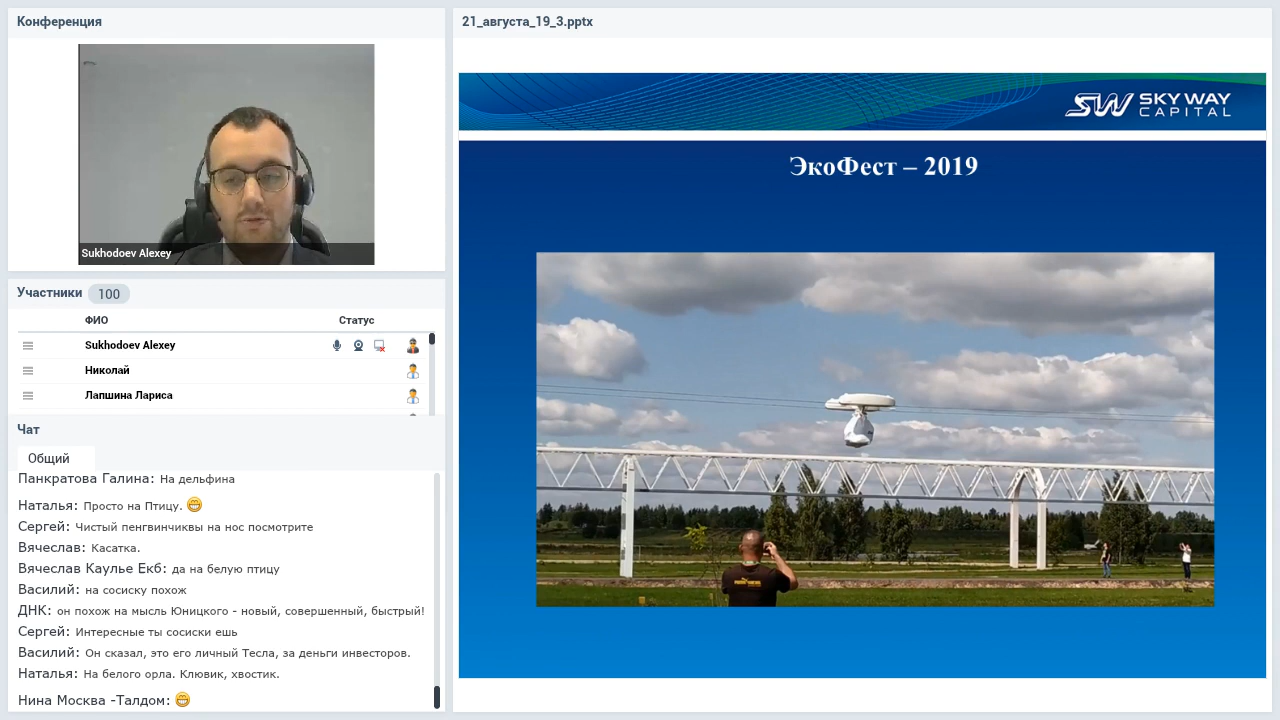 Конференция
Sukhodoev Alexey
Участники 100
ФИО Статус
Sukhodoev Alexey
Николай
Лапшина Лариса
Чат
Общий
Панкратова Галина: На дельфина
Наталья: Просто на Птицу.
Сергей: Чистый пенгвинчиквы на нос посмотрите
Вячеслав: Касатка.
Вячеслав Каулье Екб: да на белую птицу
Василий: на сосиску похож
ДНК: он похож на мысль Юницкого - новый, совершенный, быстрый!
Сергей: Интересные ты сосиски ешь
Василий: Он сказал, это его личный Тесла, за деньги инвесторов.
Наталья: На белого орла. Клювик, хвостик.
Нина Москва -Талдом:
21_августа_19_3.pptx
SW SKY WAY
CAPITAL
ЭкоФест – 2019